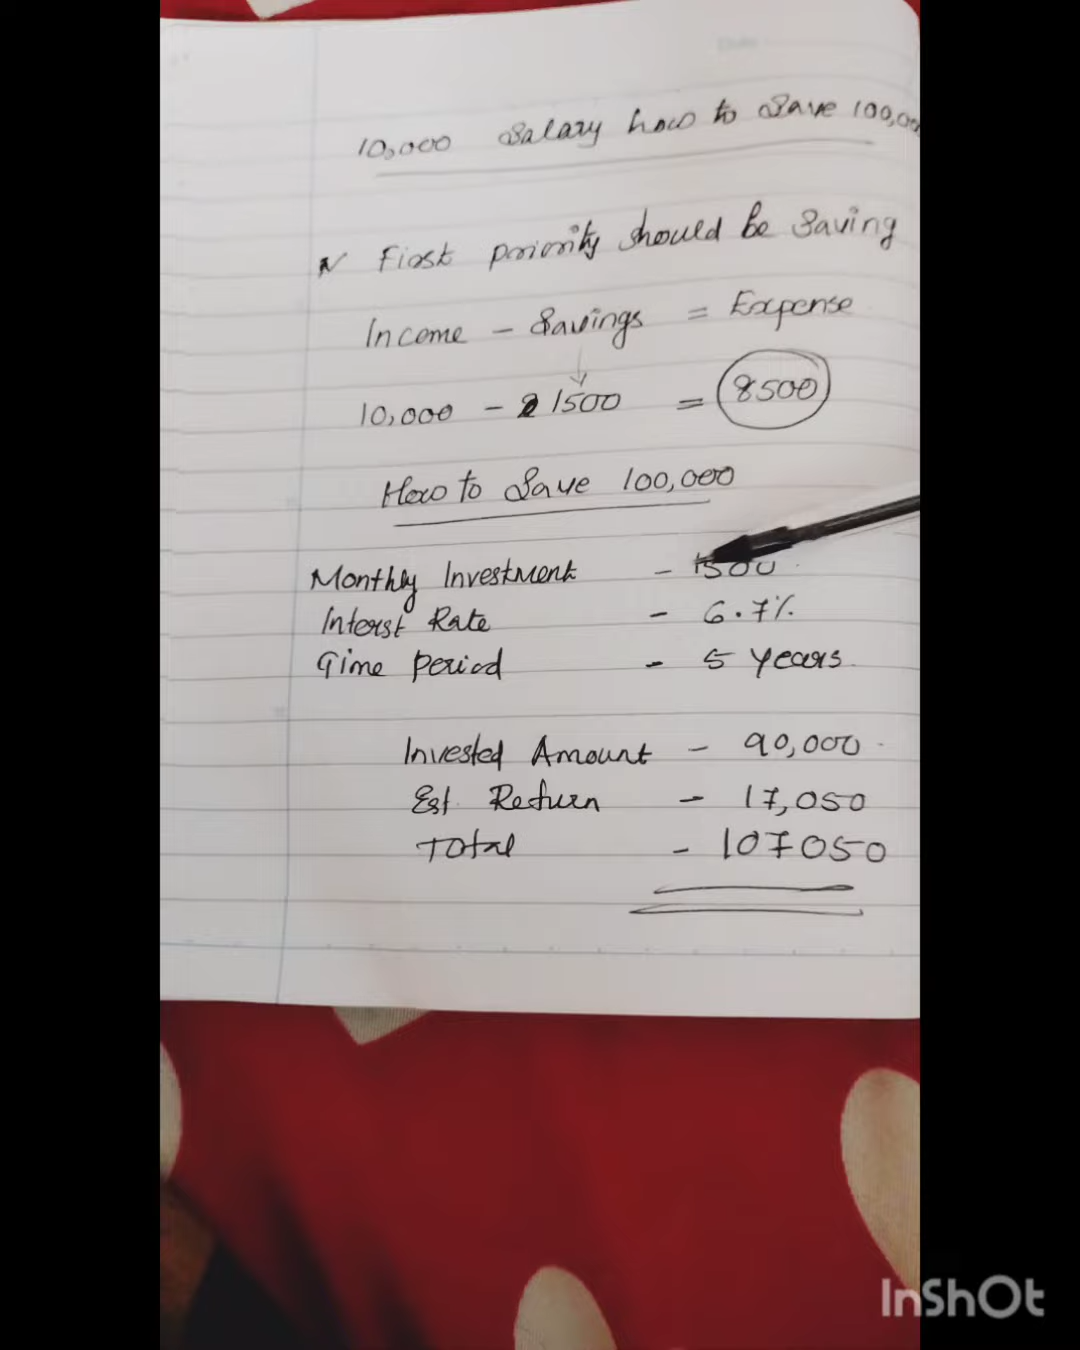 10,000 Salary how to Save 100,00
First priority should be Saving
Income - Savings = Expense
10,000 - 1500 = 8500
How to Save 100,000
Monthly Investment - 1500
Interst Rate - 6.7%
Time Period - 5 years.
Invested Amount - 90,000
Est. Return - 17,050
Total - 107050
InShOt